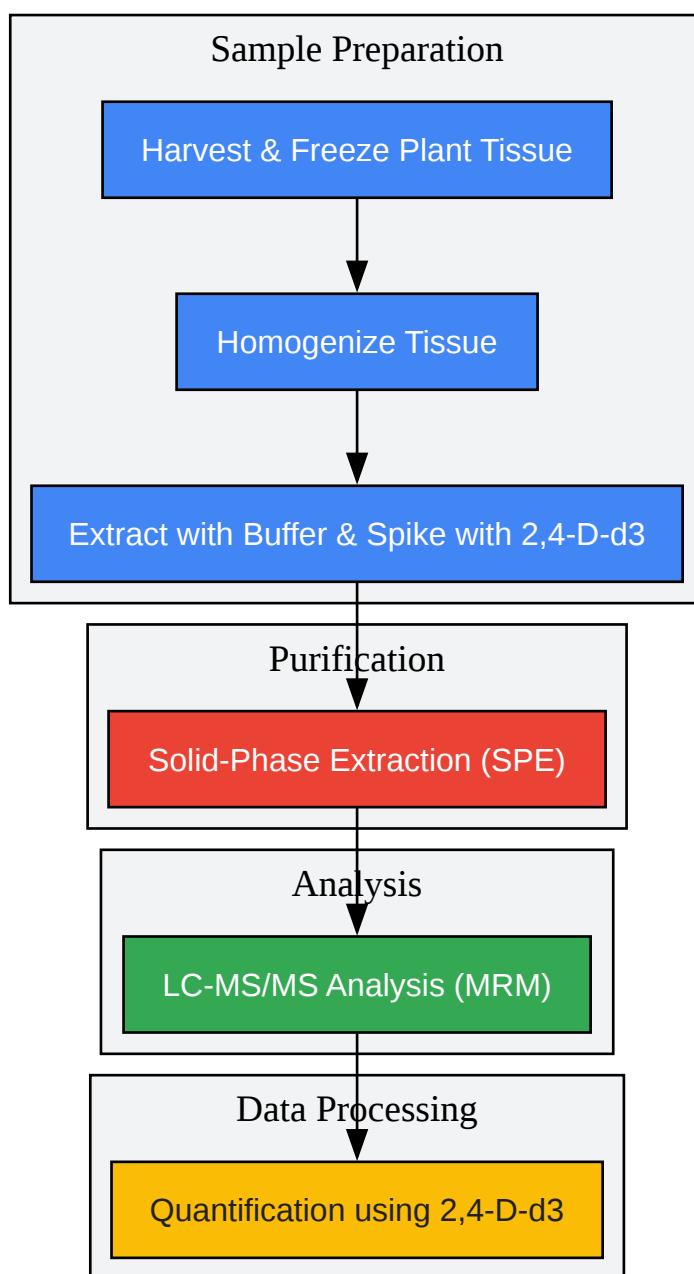 Sample Preparation
Harvest & Freeze Plant Tissue
Homogenize Tissue
Extract with Buffer & Spike with 2,4-D-d3
Purification
Solid-Phase Extraction (SPE)
Analysis
LC-MS/MS Analysis (MRM)
Data Processing
Quantification using 2,4-D-d3